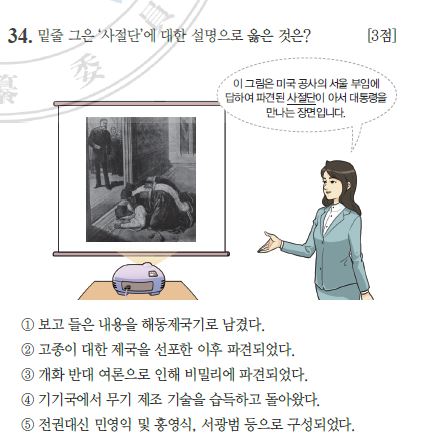 34. 밑줄 그은 '사절단'에 대한 설명으로 옳은 것은? [3점]
이 그림은 미국 공사의 서울 부임에
답하여 파견된 사절단이 아서 대통령을
만나는 장면입니다.
① 보고 들은 내용을 해동제국기로 남겼다.
② 고종이 대한 제국을 선포한 이후 파견되었다.
③ 개화 반대 여론으로 인해 비밀리에 파견되었다.
④ 기기국에서 무기 제조 기술을 습득하고 돌아왔다.
⑤ 전권대신 민영익 및 홍영식, 서광범 등으로 구성되었다.